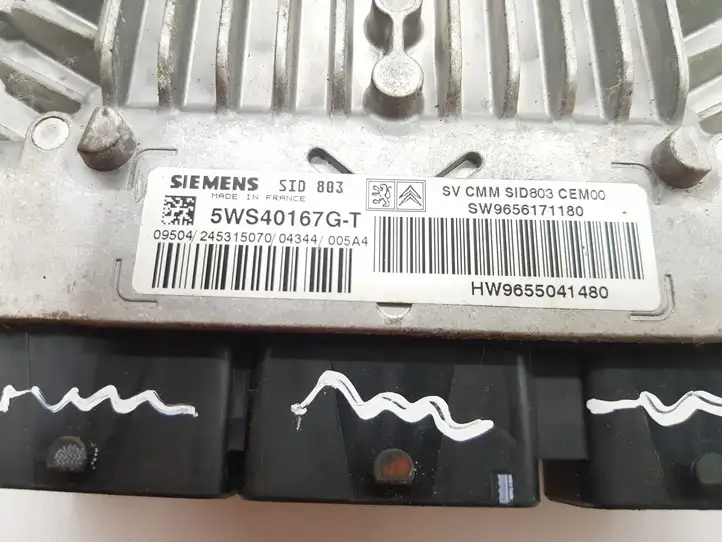 SIEMENS SID 803
MADE IN FRANCE
5WS40167G-T
09504/245315070/04344/005A4
SV CMM SID803 CEM00
SW9656171180
HW9655041480